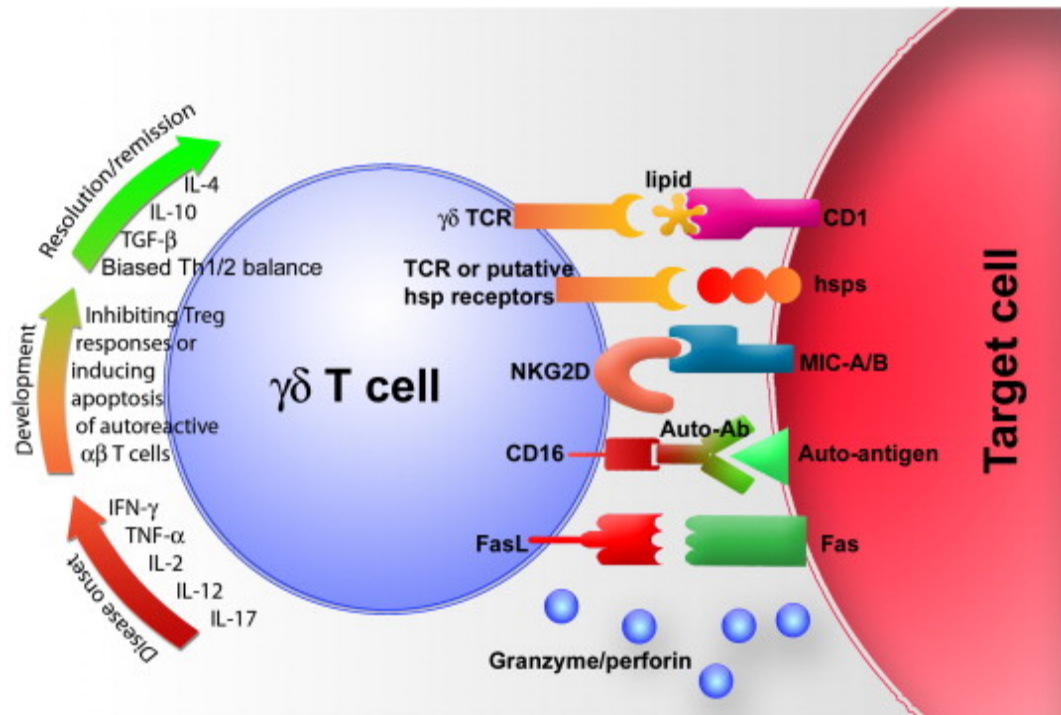 Resolution/remission
IL-4
IL-10
TGF-β
Biased Th1/2 balance
Development
Inhibiting Treg
responses or
inducing
apoptosis
of autoreactive
αβ T cells
Disease onset
IFN-γ
TNF-α
IL-2
IL-12
IL-17
γδ T cell
γδ TCR
lipid
CD1
TCR or putative
hsp receptors
hsps
NKG2D
MIC-A/B
CD16
Auto-Ab
Auto-antigen
FasL
Fas
Granzyme/perforin
Target cell